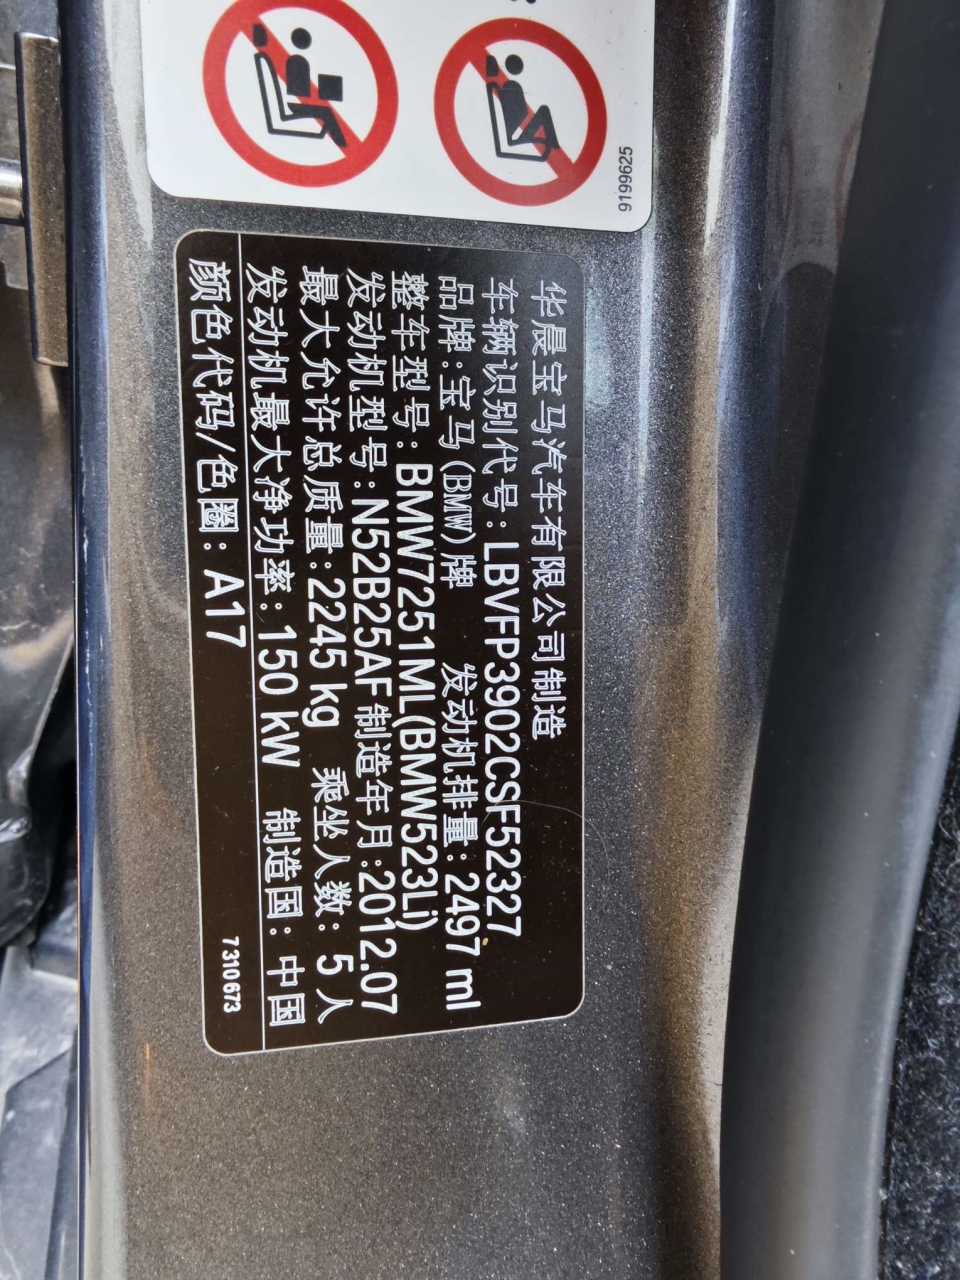 9199625
华晨宝马汽车有限公司制造
车辆识别代号:LBVFP3902CSF52327
品牌:宝马(BMW)牌 发动机排量:2497 ml
整车型号:BMW7251ML(BMW523Li)
发动机型号:N52B25AF 制造年月:2012.07
最大允许总质量:2245 kg 乘坐人数:5人
发动机最大净功率:150 kW 制造国:中国
颜色代码/色圈:A17
7310673